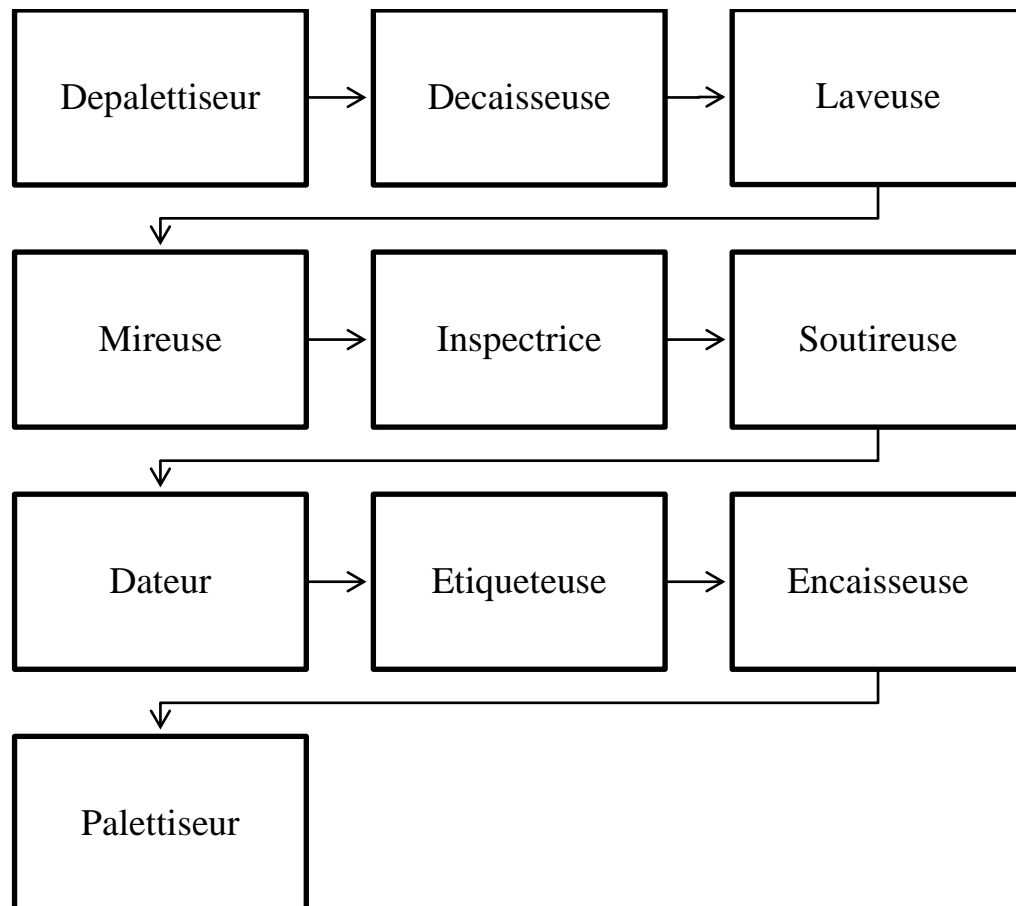 Depalettiseur
Decaisseuse
Laveuse
Mireuse
Inspectrice
Soutireuse
Dateur
Etiqueteuse
Encaisseuse
Palettiseur